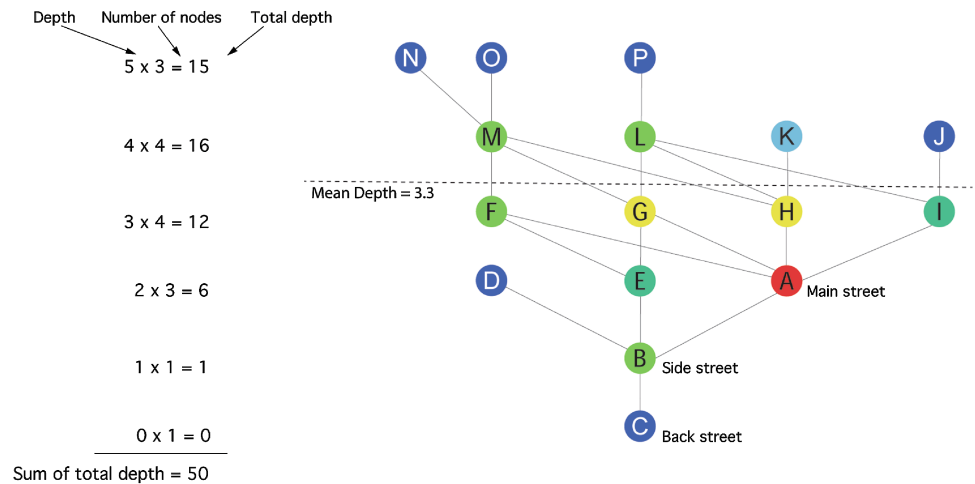 Depth Number of nodes Total depth
5 x 3 = 15
N O P
4 x 4 = 16
M L K J
Mean Depth = 3.3
3 x 4 = 12
F G H I
2 x 3 = 6
D E A Main street
1 x 1 = 1
B Side street
0 x 1 = 0
C Back street
Sum of total depth = 50